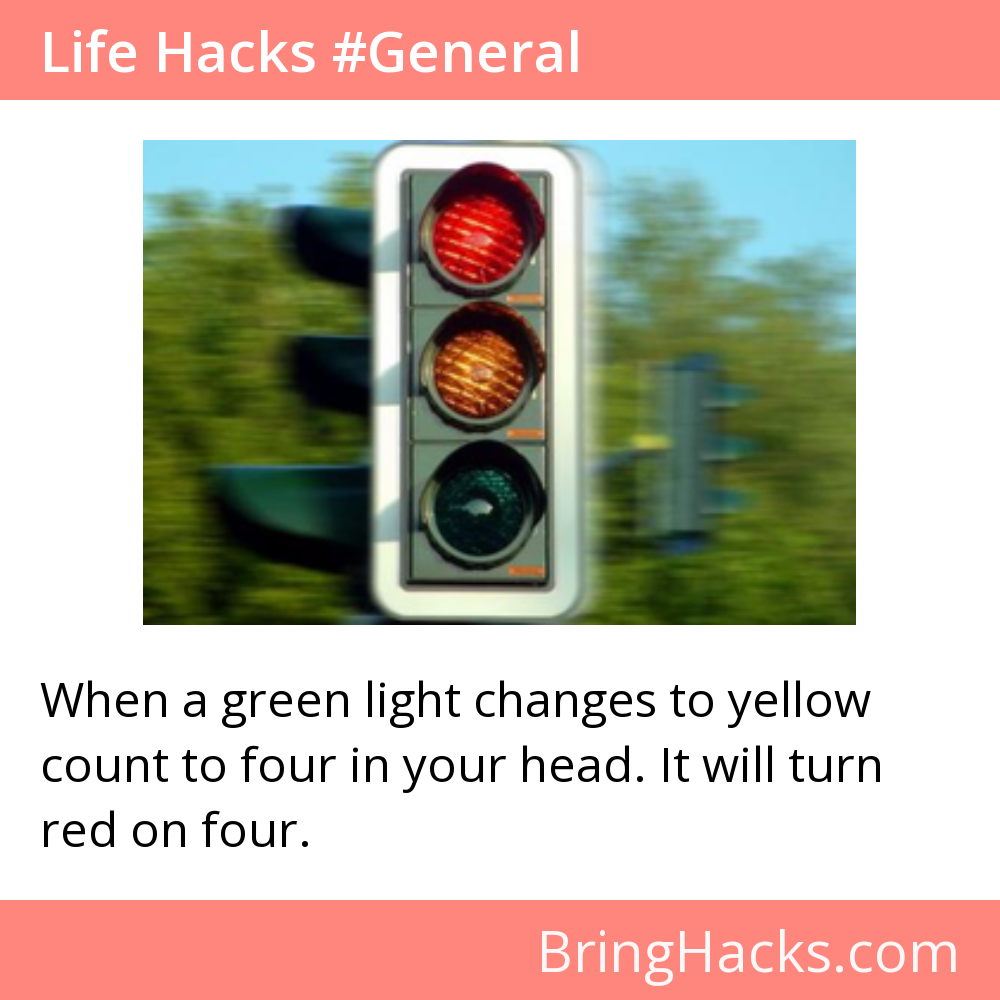 Life Hacks #General
When a green light changes to yellow
count to four in your head. It will turn
red on four.
BringHacks.com